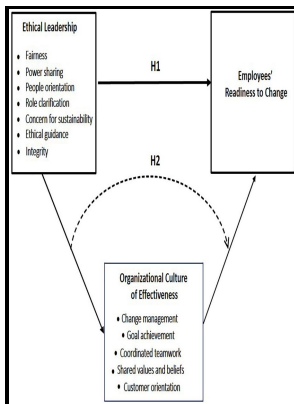 Ethical Leadership
• Fairness
• Power sharing
• People orientation
• Role clarification
• Concern for sustainability
• Ethical guidance
• Integrity
H1
Employees'
Readiness to Change
H2
Organizational Culture
of Effectiveness
• Change management
• Goal achievement
• Coordinated teamwork
• Shared values and beliefs
• Customer orientation